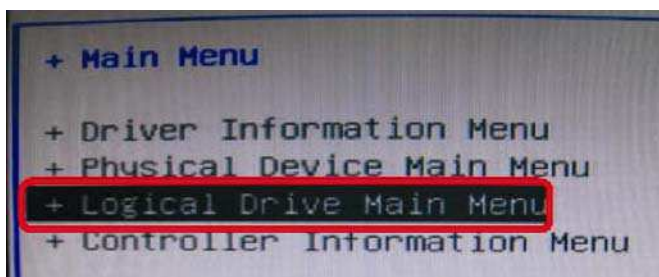 + Main Menu
+ Driver Information Menu
+ Physical Device Main Menu
+ Logical Drive Main Menu
+ Controller Information Menu